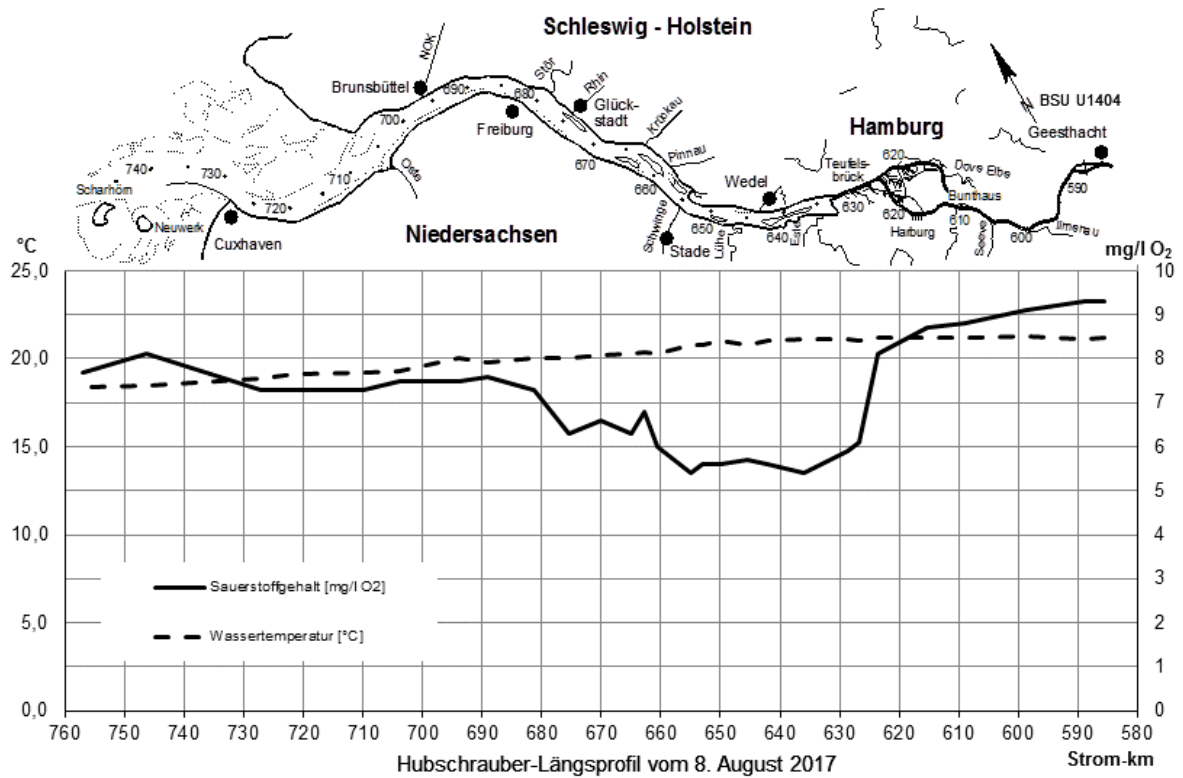 Schleswig - Holstein
NOK
Brunsbüttel
700
690
680
Stör
Rhin
Glück-
stadt
Freiburg
Krückau
670
660
Pinnau
Oste
740
730
720
710
Scharhörn
Neuwerk
Cuxhaven
Niedersachsen
Schwinge
Stade
Lühe
650
Wedel
640
Este
630
Teufels-
brück
Hamburg
620
620
Harburg
Dove Elbe
Bunthaus
610
Seeve
600
Ilmenau
590
Geesthacht
N
BSU U1404
°C
mg/l O2
25,0
20,0
15,0
10,0
5,0
0,0
10
9
8
7
6
5
4
3
2
1
0
Sauerstoffgehalt [mg/l O2]
Wassertemperatur [°C]
760 750 740 730 720 710 700 690 680 670 660 650 640 630 620 610 600 590 580
Hubschrauber-Längsprofil vom 8. August 2017
Strom-km